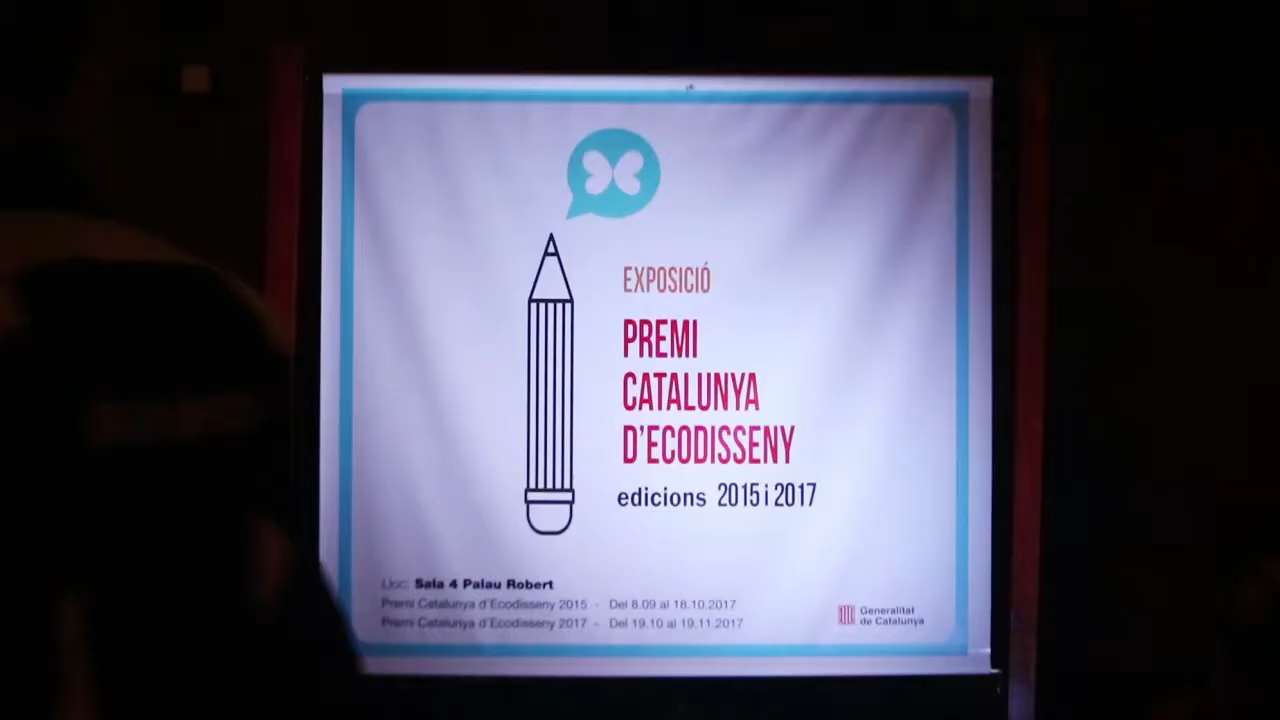 EXPOSICIÓ
PREMI
CATALUNYA
D'ECODISSENY
edicions 2015 i 2017
Lloc: Sala 4 Palau Robert
Premi Catalunya d'Ecodisseny 2015 - Del 8.09 al 18.10.2017
Premi Catalunya d'Ecodisseny 2017 - Del 19.10 al 19.11.2017
Generalitat
de Catalunya